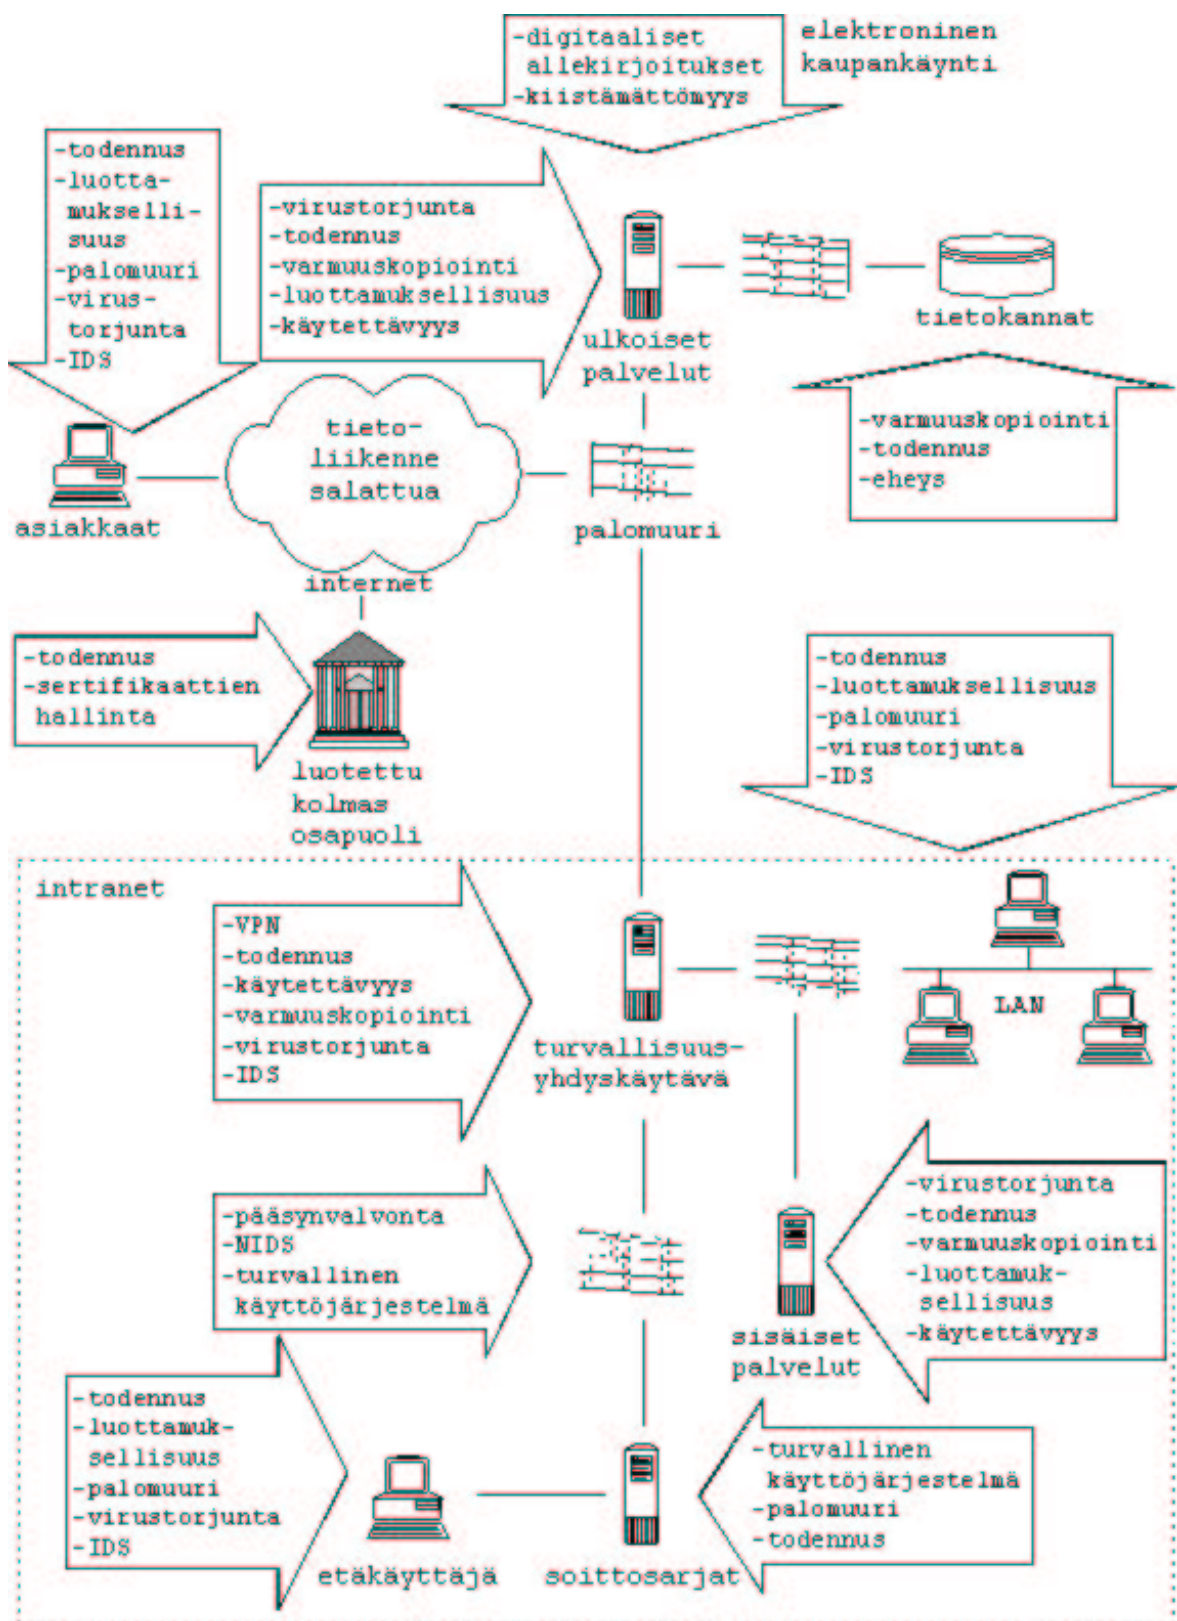 -digitaaliset
allekirjoitukset
-kiistämättömyys
elektroninen
kaupankäynti
-todennus
-luotta-
mukselli-
suus
-palomuuri
-virus-
torjunta
-IDS
-virustorjunta
-todennus
-varmuuskopiointi
-luottamuksellisuus
-käytettävyys
ulkoiset
palvelut
tietokannat
-varmuuskopiointi
-todennus
-eheys
tieto-
liikenne
salattua
asiakkaat
internet
palomuuri
-todennus
-sertifikaattien
hallinta
luotettu
kolmas
osapuoli
-todennus
-luottamuksellisuus
-palomuuri
-virustorjunta
-IDS
intranet
-VPN
-todennus
-käytettävyys
-varmuuskopiointi
-virustorjunta
-IDS
turvallisuus-
yhdyskäytävä
LAN
-pääsynvalvonta
-NIDS
-turvallinen
käyttöjärjestelmä
-virustorjunta
-todennus
-varmuuskopiointi
-luottamuk-
sellisuus
-käytettävyys
sisäiset
palvelut
-todennus
-luottamuk-
sellisuus
-palomuuri
-virustorjunta
-IDS
-turvallinen
käyttöjärjestelmä
-palomuuri
-todennus
etäkäyttäjä
soittosarjat